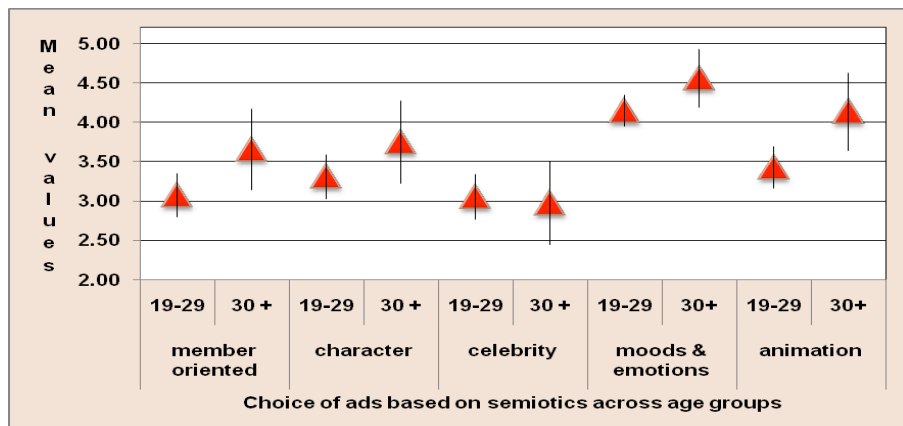 Mean values
5.00
4.50
4.00
3.50
3.00
2.50
2.00
19-29 30 + 19-29 30 + 19-29 30 + 19-29 30+ 19-29 30+
member oriented character celebrity moods & emotions animation
Choice of ads based on semiotics across age groups